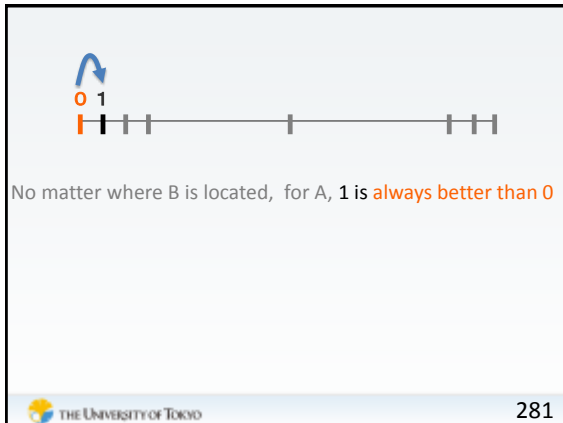 0 1
No matter where B is located, for A, 1 is always better than 0
THE UNIVERSITY OF TOKYO
281